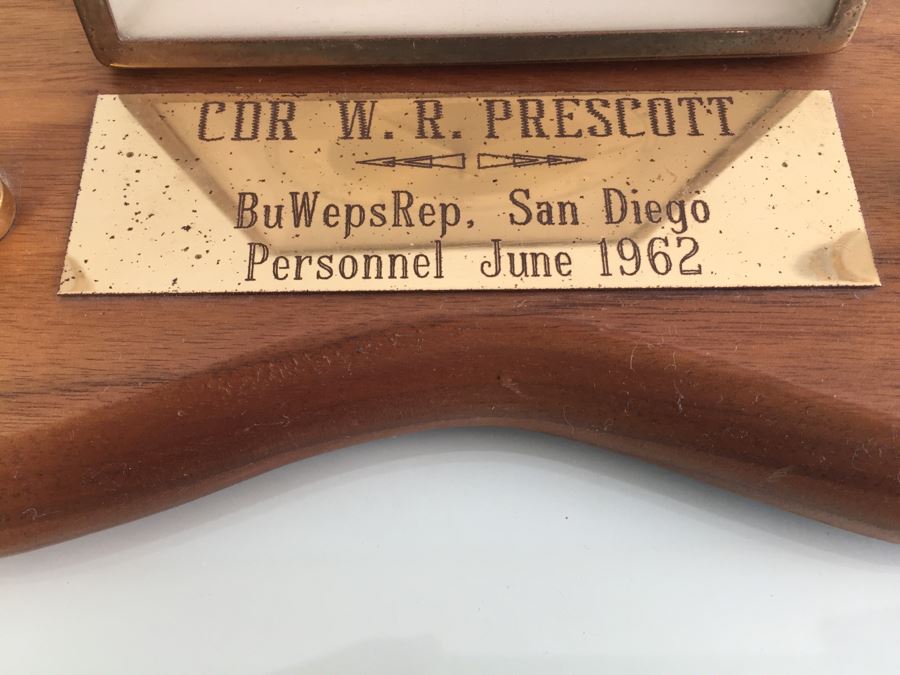 CDR W. R. PRESCOTT
BuWepsRep, San Diego
Personnel June 1962